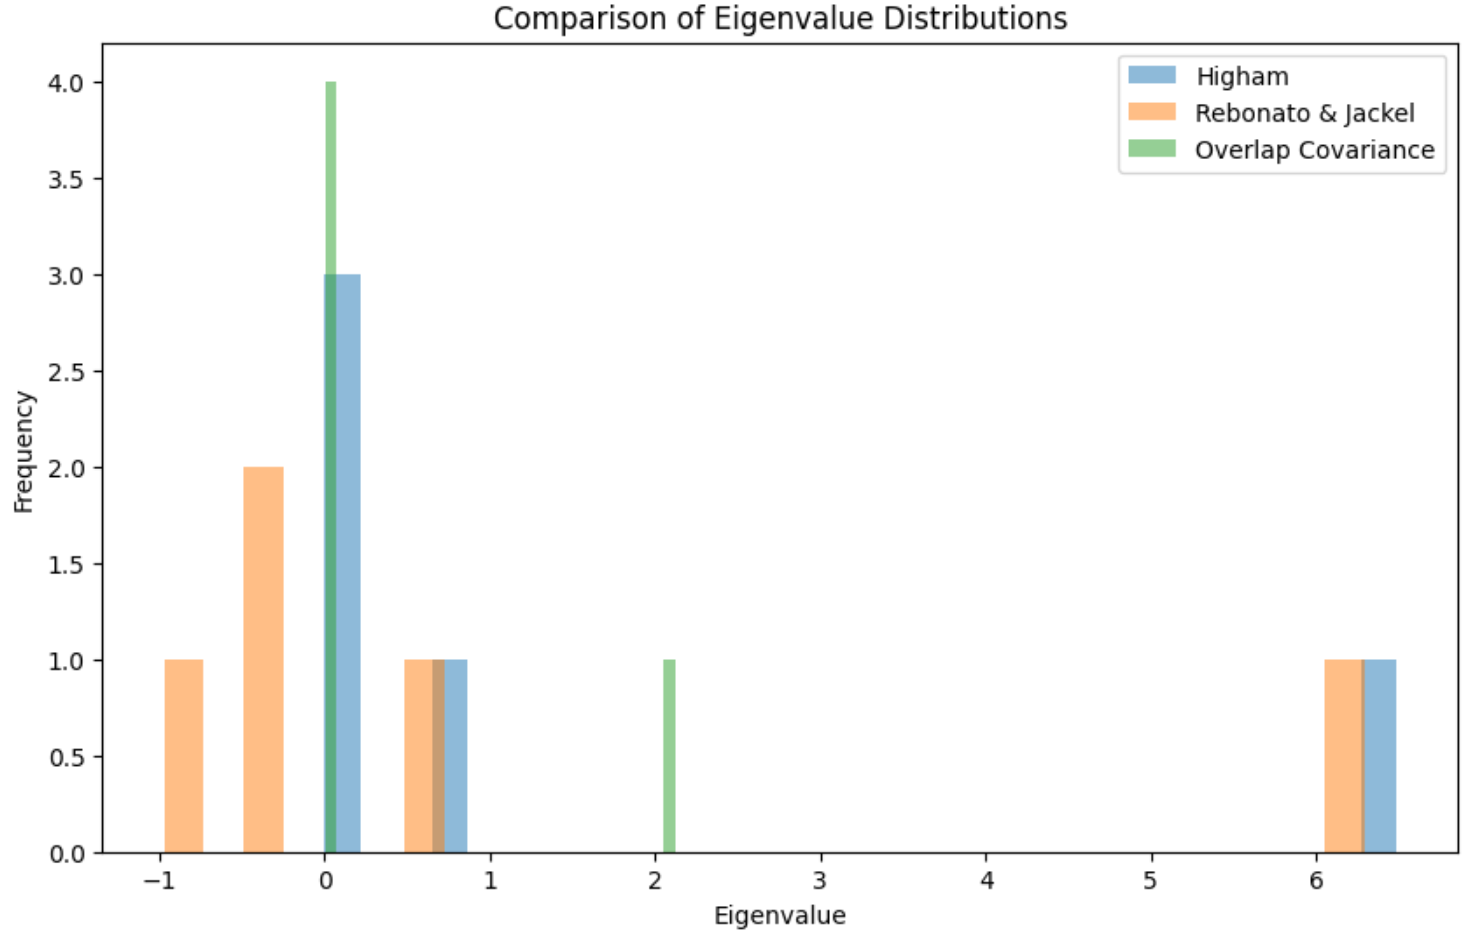 Comparison of Eigenvalue Distributions
Higham
Rebonato & Jackel
Overlap Covariance
Frequency
4.0
3.5
3.0
2.5
2.0
1.5
1.0
0.5
0.0
−1 0 1 2 3 4 5 6
Eigenvalue